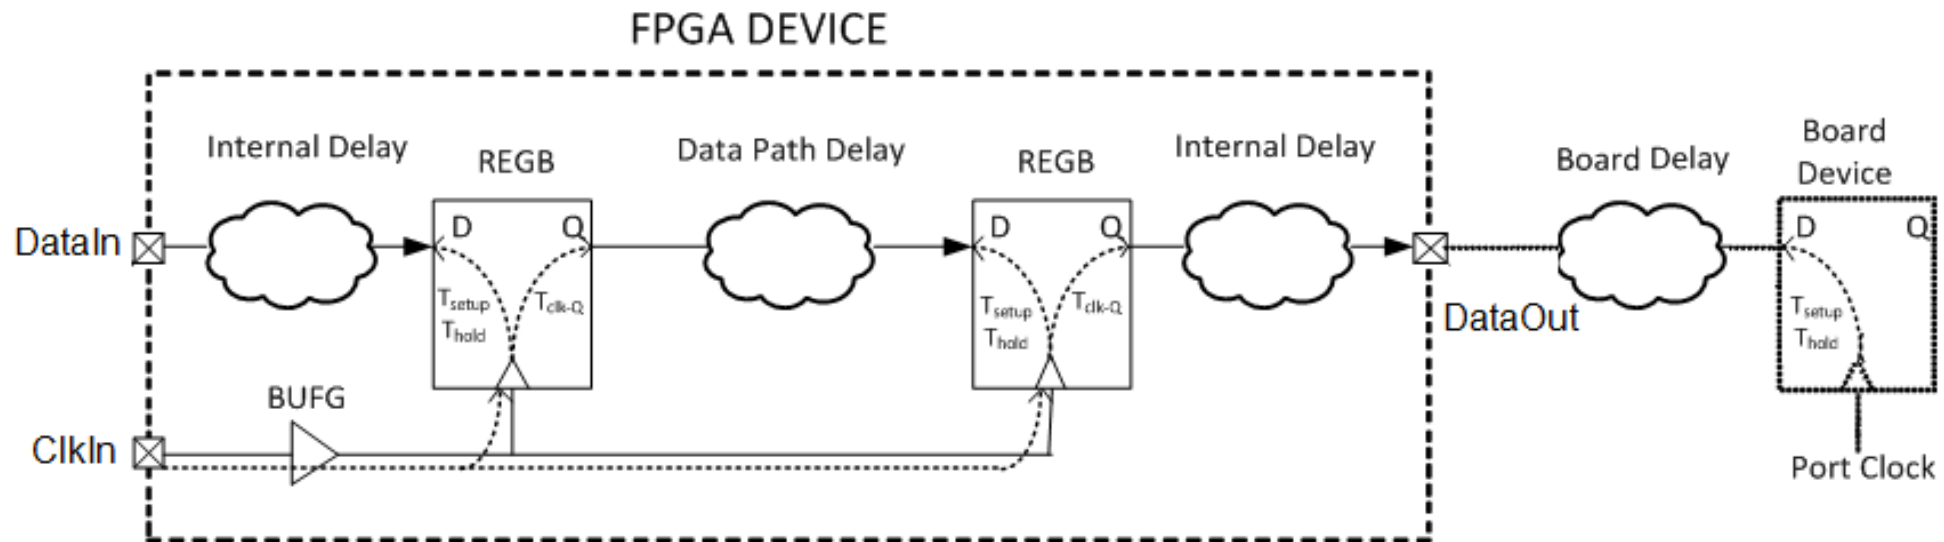 FPGA DEVICE
Internal Delay
REGB
Data Path Delay
REGB
Internal Delay
Board Delay
Board
Device
DataIn
D
Q
D
Q
D
Q
Tsetup
Thold
Tclk-Q
Tsetup
Thold
Tclk-Q
DataOut
Tsetup
Thold
BUFG
ClkIn
Port Clock